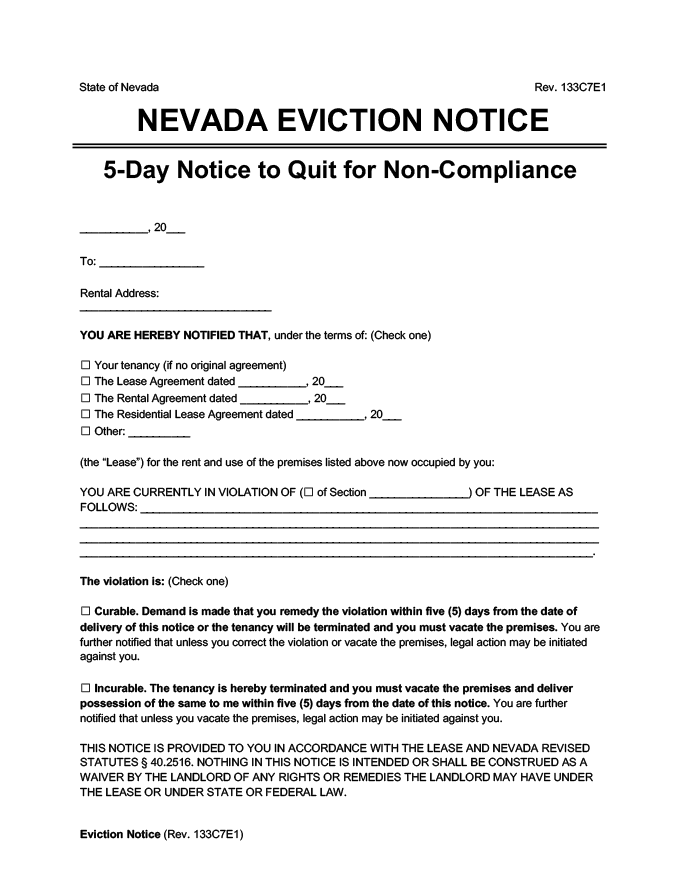 State of Nevada Rev. 133C7E1
NEVADA EVICTION NOTICE
5-Day Notice to Quit for Non-Compliance
___________, 20___
To: _________________
Rental Address:
_______________________________
YOU ARE HEREBY NOTIFIED THAT, under the terms of: (Check one)
☐ Your tenancy (if no original agreement)
☐ The Lease Agreement dated ___________, 20___
☐ The Rental Agreement dated ___________, 20___
☐ The Residential Lease Agreement dated ___________, 20___
☐ Other: __________
(the “Lease”) for the rent and use of the premises listed above now occupied by you:
YOU ARE CURRENTLY IN VIOLATION OF (☐ of Section ________________) OF THE LEASE AS
FOLLOWS: __________________________________________________________________________
____________________________________________________________________________________
____________________________________________________________________________________
___________________________________________________________________________________.
The violation is: (Check one)
☐ Curable. Demand is made that you remedy the violation within five (5) days from the date of
delivery of this notice or the tenancy will be terminated and you must vacate the premises. You are
further notified that unless you correct the violation or vacate the premises, legal action may be initiated
against you.
☐ Incurable. The tenancy is hereby terminated and you must vacate the premises and deliver
possession of the same to me within five (5) days from the date of this notice. You are further
notified that unless you vacate the premises, legal action may be initiated against you.
THIS NOTICE IS PROVIDED TO YOU IN ACCORDANCE WITH THE LEASE AND NEVADA REVISED
STATUTES § 40.2516. NOTHING IN THIS NOTICE IS INTENDED OR SHALL BE CONSTRUED AS A
WAIVER BY THE LANDLORD OF ANY RIGHTS OR REMEDIES THE LANDLORD MAY HAVE UNDER
THE LEASE OR UNDER STATE OR FEDERAL LAW.
Eviction Notice (Rev. 133C7E1)